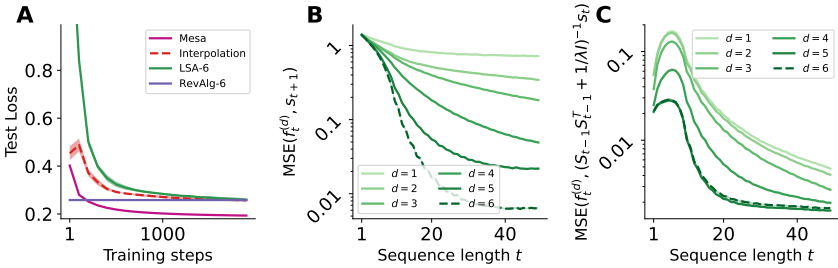 A
Test Loss
0.8
0.6
0.4
0.2
1
1000
Training steps
Mesa
Interpolation
LSA-6
RevAlg-6
B
MSE(f_t^(d), s_{t+1})
1
0.1
0.01
1
20
40
Sequence length t
d = 1
d = 2
d = 3
d = 4
d = 5
d = 6
C
MSE(f_t^(d), (S_{t−1}S_{t−1}^T + 1/λI)^{−1}s_t)
0.1
0.01
1
20
40
Sequence length t
d = 1
d = 2
d = 3
d = 4
d = 5
d = 6